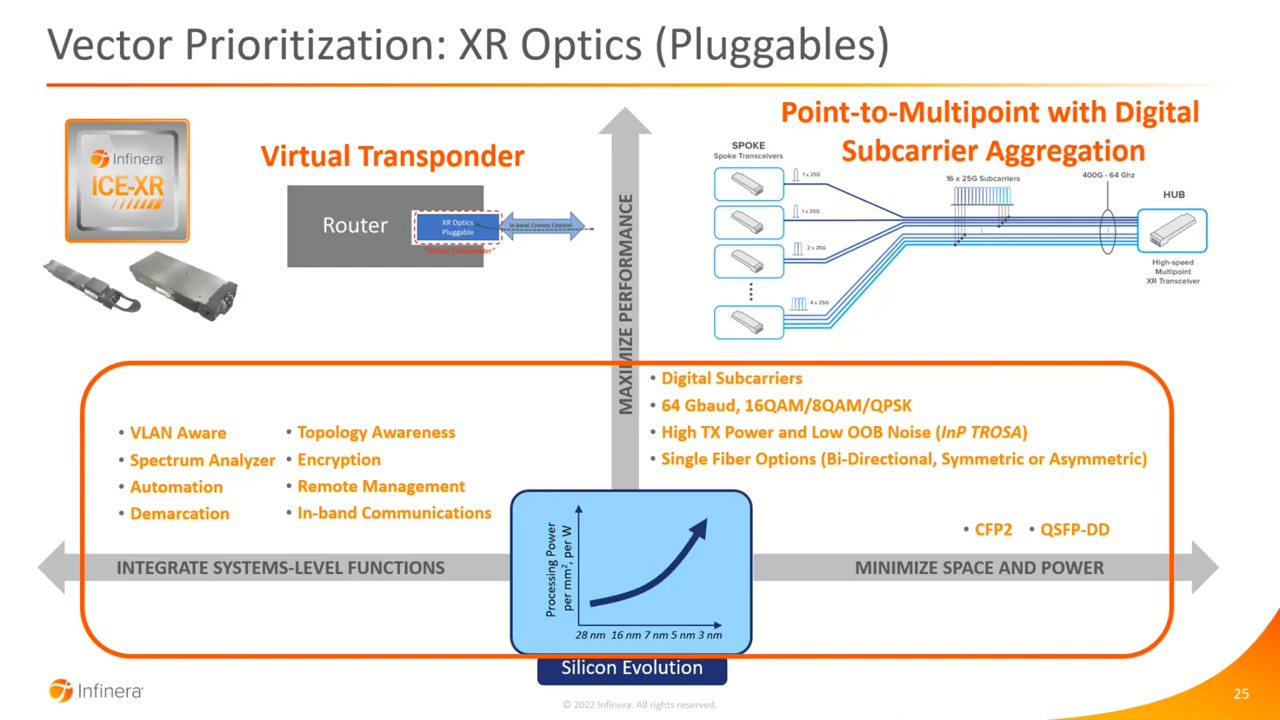 Vector Prioritization: XR Optics (Pluggables)
Infinera
ICE-XR
Virtual Transponder
Router
XR Optics
Pluggable
In-band Comms Channel
"Virtual Transponder"
MAXIMIZE PERFORMANCE
Point-to-Multipoint with Digital
Subcarrier Aggregation
SPOKE
Spoke Transceivers
1 x 25G
1 x 25G
2 x 25G
4 x 25G
16 x 25G Subcarriers
400G - 64 Ghz
HUB
High-speed
Multipoint
XR Transceiver
• VLAN Aware
• Spectrum Analyzer
• Automation
• Demarcation
• Topology Awareness
• Encryption
• Remote Management
• In-band Communications
• Digital Subcarriers
• 64 Gbaud, 16QAM/8QAM/QPSK
• High TX Power and Low OOB Noise (InP TROSA)
• Single Fiber Options (Bi-Directional, Symmetric or Asymmetric)
• CFP2 • QSFP-DD
INTEGRATE SYSTEMS-LEVEL FUNCTIONS
MINIMIZE SPACE AND POWER
Processing Power
per mm², per W
28 nm 16 nm 7 nm 5 nm 3 nm
Silicon Evolution
Infinera
© 2022 Infinera. All rights reserved.
25